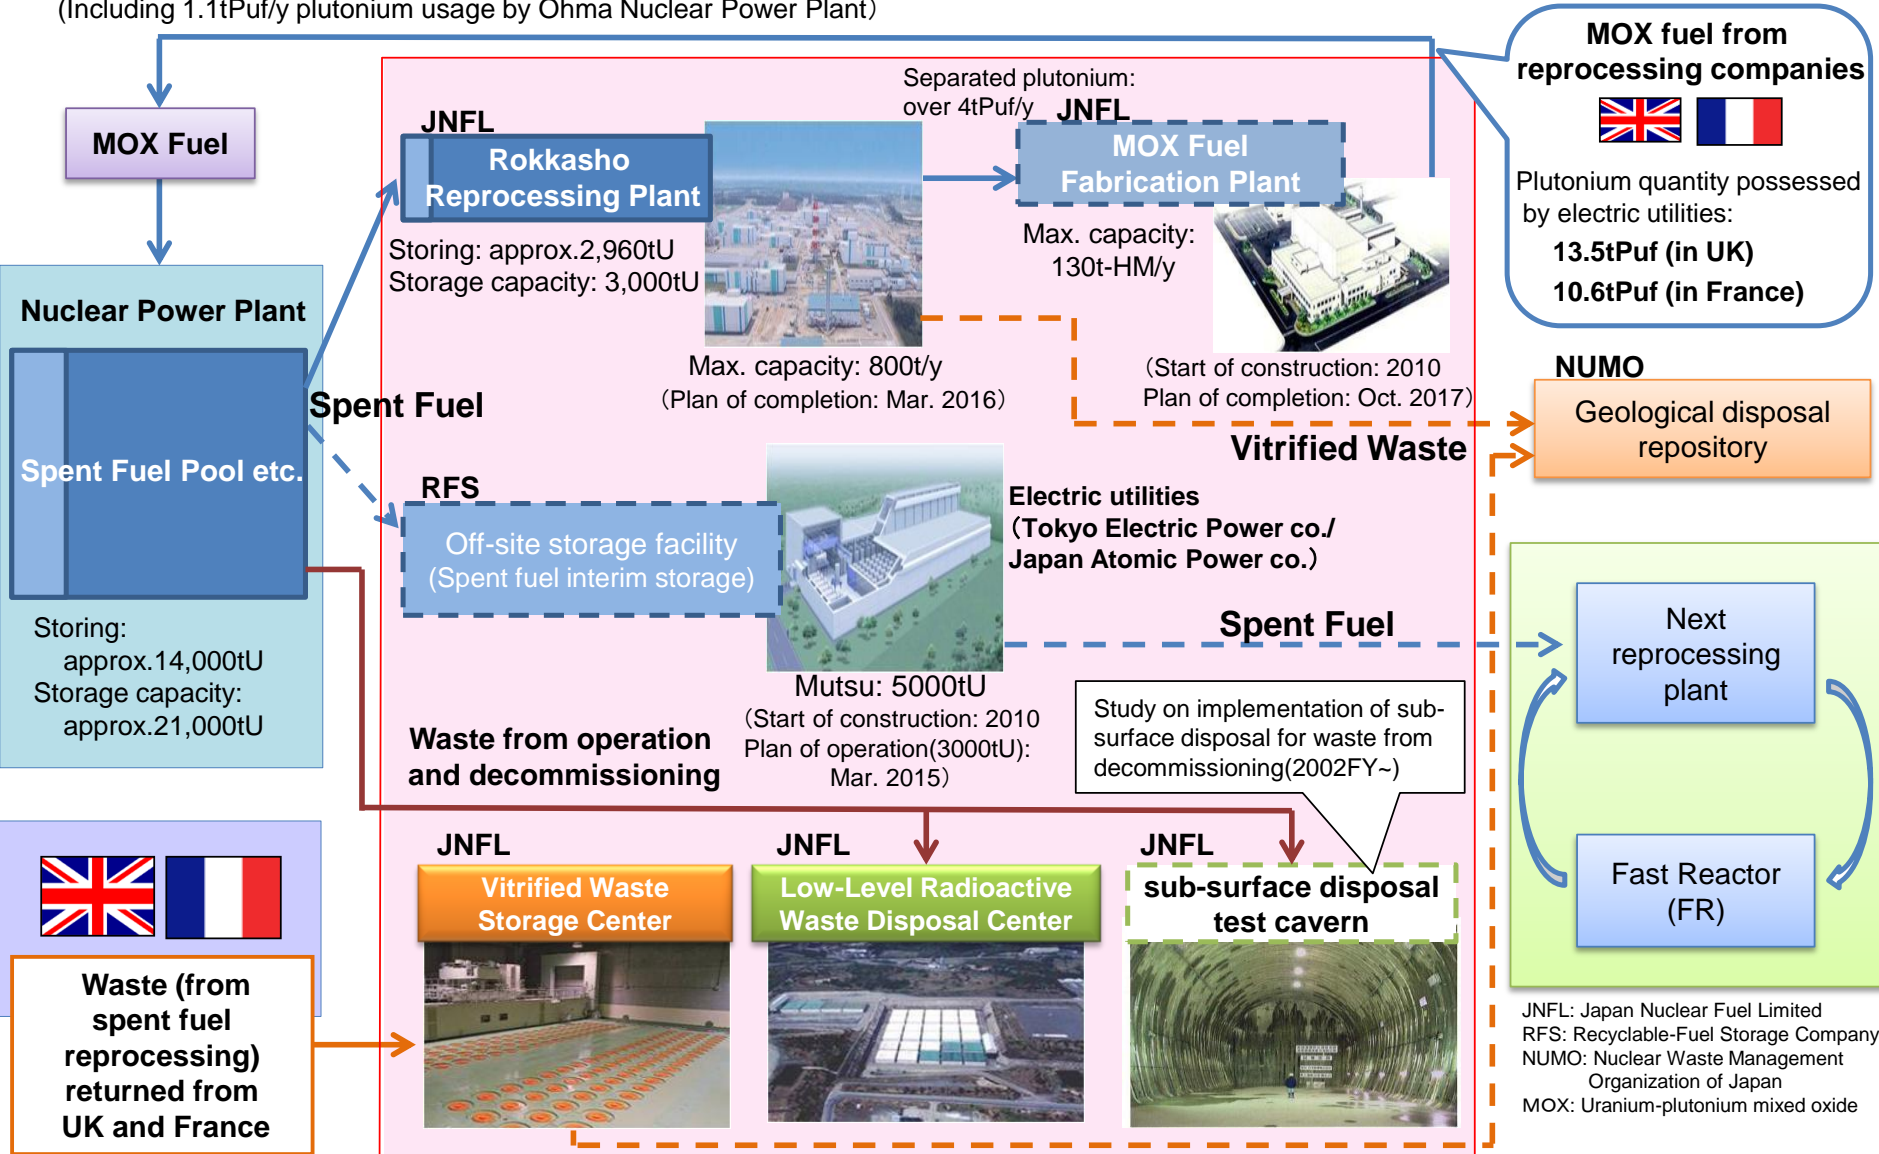 (Including 1.1tPuf/y plutonium usage by Ohma Nuclear Power Plant）
MOX Fuel
Nuclear Power Plant
Spent Fuel Pool etc.
Storing:
approx.14,000tU
Storage capacity:
approx.21,000tU
Spent Fuel
JNFL
Rokkasho
Reprocessing Plant
Storing: approx.2,960tU
Storage capacity: 3,000tU
Max. capacity: 800t/y
（Plan of completion: Mar. 2016）
Separated plutonium:
over 4tPuf/y
JNFL
MOX Fuel
Fabrication Plant
Max. capacity:
130t-HM/y
（Start of construction: 2010
Plan of completion: Oct. 2017）
MOX fuel from
reprocessing companies
Plutonium quantity possessed
by electric utilities:
13.5tPuf (in UK)
10.6tPuf (in France)
NUMO
Geological disposal
repository
Vitrified Waste
RFS
Off-site storage facility
(Spent fuel interim storage)
Electric utilities
（Tokyo Electric Power co./
Japan Atomic Power co.）
Spent Fuel
Mutsu: 5000tU
（Start of construction: 2010
Plan of operation(3000tU):
Mar. 2015）
Next
reprocessing
plant
Fast Reactor
(FR)
Study on implementation of sub-
surface disposal for waste from
decommissioning(2002FY~)
Waste from operation
and decommissioning
JNFL
Vitrified Waste
Storage Center
JNFL
Low-Level Radioactive
Waste Disposal Center
JNFL
sub-surface disposal
test cavern
Waste (from
spent fuel
reprocessing)
returned from
UK and France
JNFL: Japan Nuclear Fuel Limited
RFS: Recyclable-Fuel Storage Company
NUMO: Nuclear Waste Management
Organization of Japan
MOX: Uranium-plutonium mixed oxide